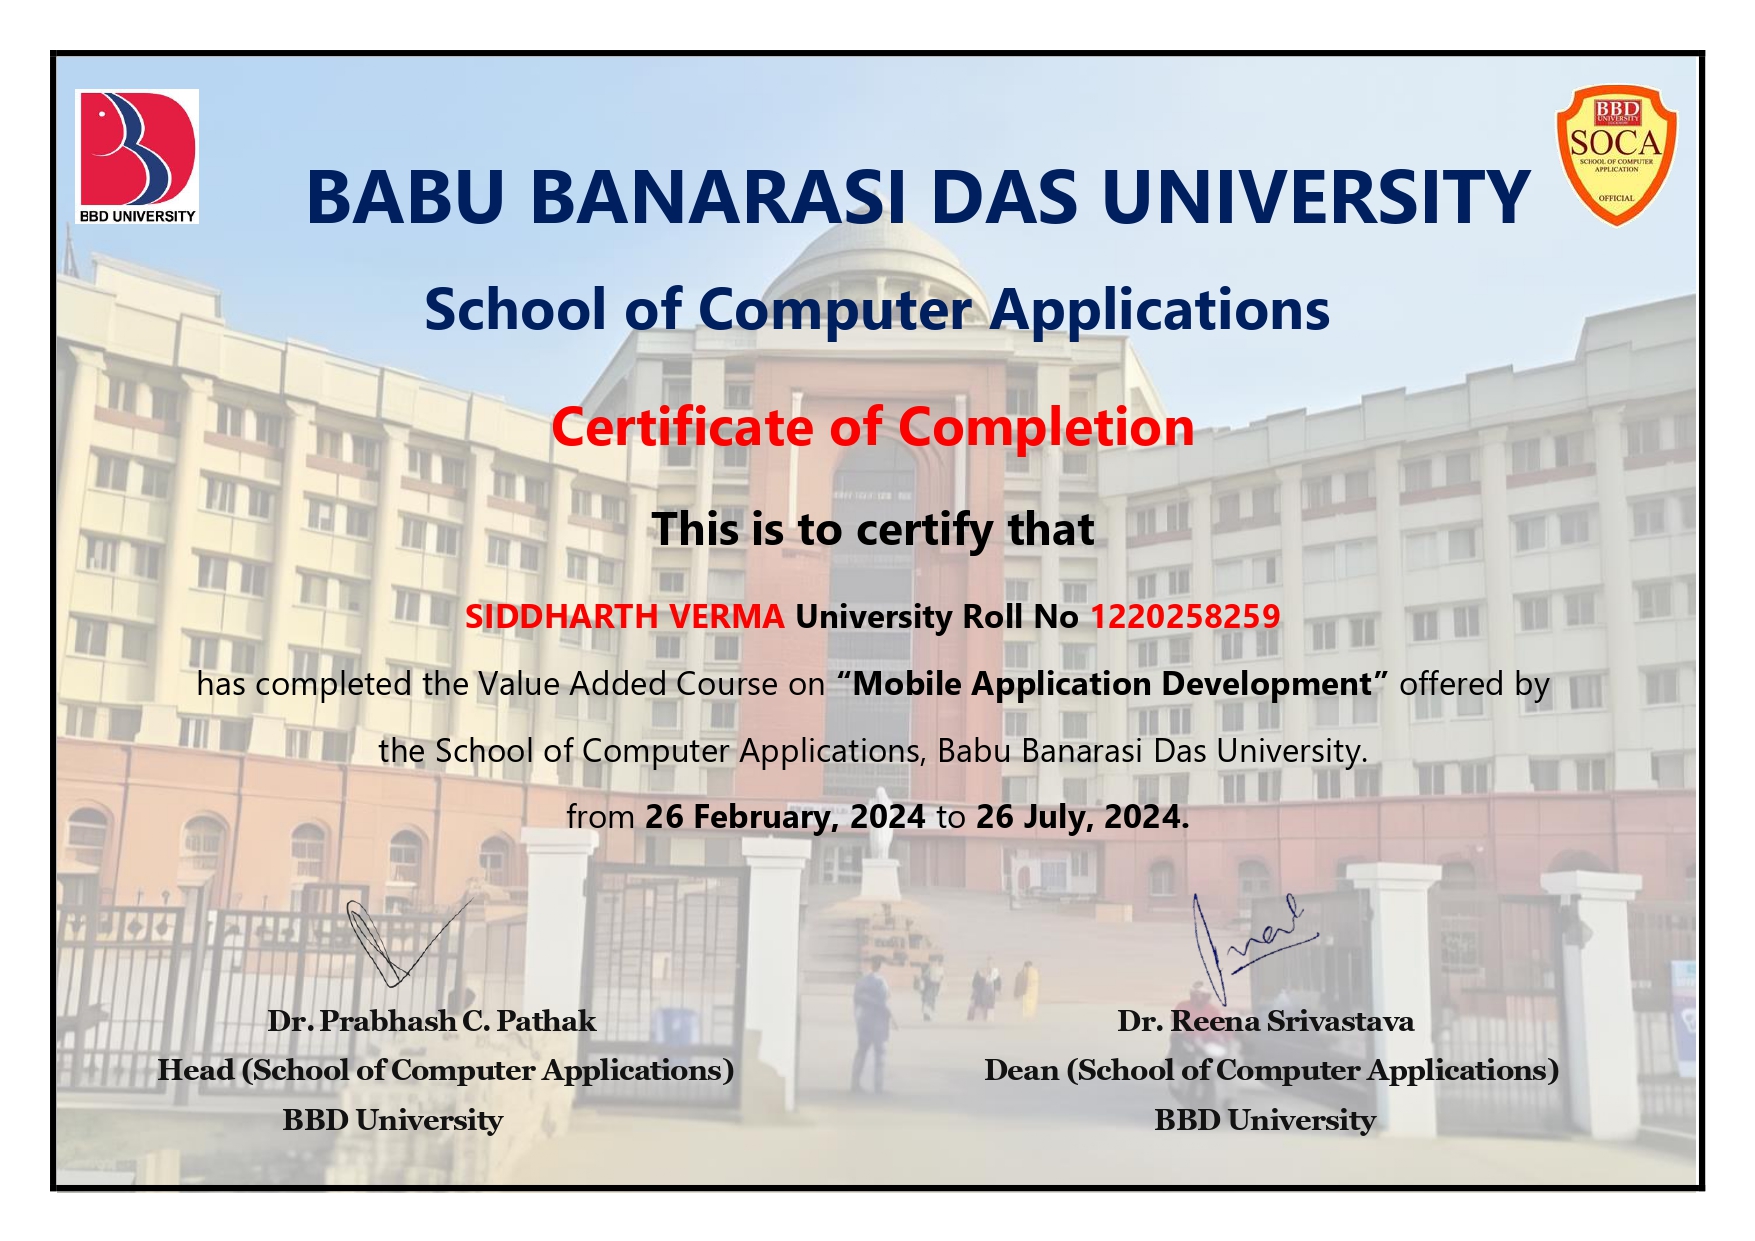 BBD UNIVERSITY
BBD
UNIVERSITY
SOCA
SCHOOL OF COMPUTER
APPLICATION
OFFICIAL
BABU BANARASI DAS UNIVERSITY
School of Computer Applications
Certificate of Completion
This is to certify that
SIDDHARTH VERMA University Roll No 1220258259
has completed the Value Added Course on “Mobile Application Development” offered by
the School of Computer Applications, Babu Banarasi Das University.
from 26 February, 2024 to 26 July, 2024.
Dr. Prabhash C. Pathak
Head (School of Computer Applications)
BBD University
Dr. Reena Srivastava
Dean (School of Computer Applications)
BBD University